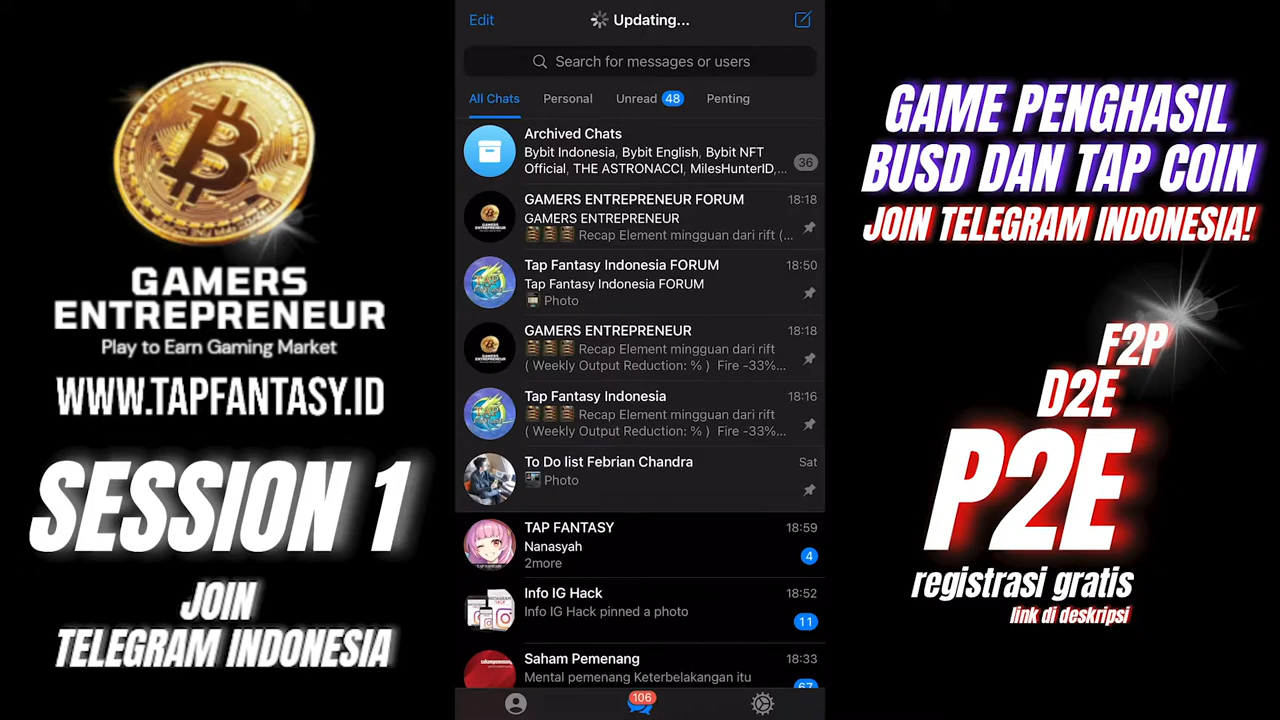 GAMERS
ENTREPRENEUR
Play to Earn Gaming Market
WWW.TAPFANTASY.ID
SESSION 1
JOIN
TELEGRAM INDONESIA
Edit
Updating...
Search for messages or users
All Chats
Personal
Unread 48
Penting
Archived Chats
Bybit Indonesia, Bybit English, Bybit NFT
Official, THE ASTRONACCI, MilesHunterID,...
36
GAMERS ENTREPRENEUR FORUM
18:18
GAMERS ENTREPRENEUR
Recap Element mingguan dari rift (...
Tap Fantasy Indonesia FORUM
18:50
Tap Fantasy Indonesia FORUM
Photo
GAMERS ENTREPRENEUR
18:18
Recap Element mingguan dari rift
( Weekly Output Reduction: % ) Fire -33%...
Tap Fantasy Indonesia
18:16
Recap Element mingguan dari rift
( Weekly Output Reduction: % ) Fire -33%...
To Do list Febrian Chandra
Sat
Photo
TAP FANTASY
18:59
Nanasyah
2more
4
Info IG Hack
18:52
Info IG Hack pinned a photo
11
Saham Pemenang
18:33
Mental pemenang Keterbelakangan itu
67
106
GAME PENGHASIL
BUSD DAN TAP COIN
JOIN TELEGRAM INDONESIA!
F2P
D2E
P2E
registrasi gratis
link di deskripsi